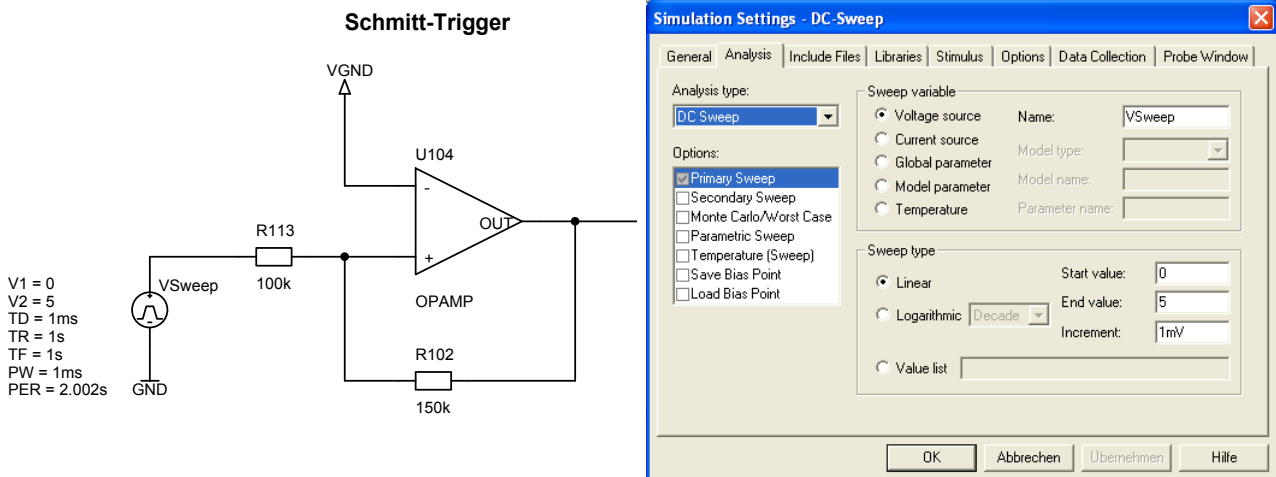 Schmitt-Trigger
VGND
U104
-
OUT
+
OPAMP
R113
100k
VSweep
V1 = 0
V2 = 5
TD = 1ms
TR = 1s
TF = 1s
PW = 1ms
PER = 2.002s
GND
R102
150k
Simulation Settings - DC-Sweep
General Analysis Include Files Libraries Stimulus Options Data Collection Probe Window
Analysis type:
DC Sweep
Options:
Primary Sweep
Secondary Sweep
Monte Carlo/Worst Case
Parametric Sweep
Temperature (Sweep)
Save Bias Point
Load Bias Point
Sweep variable
Voltage source
Current source
Global parameter
Model parameter
Temperature
Name: VSweep
Model type:
Model name:
Parameter name:
Sweep type
Linear
Logarithmic Decade
Value list
Start value: 0
End value: 5
Increment: 1mV
OK Abbrechen Übernehmen Hilfe